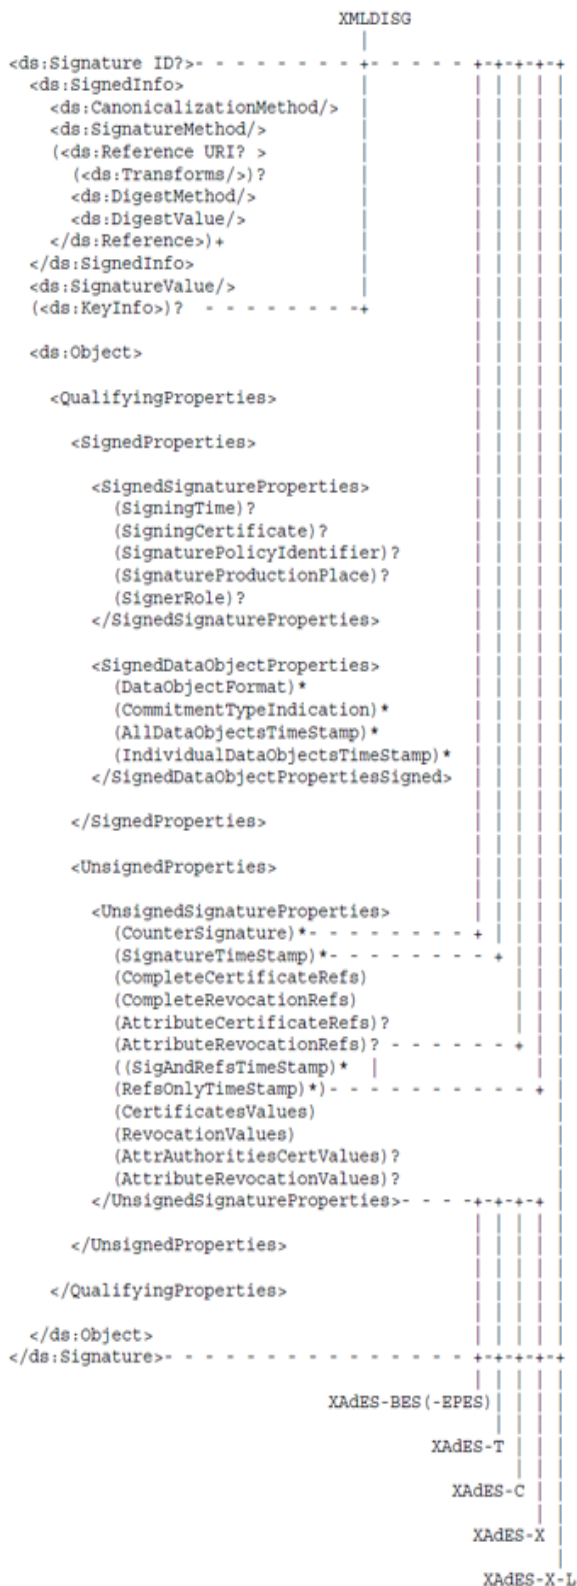 XMLDISG
|
<ds:Signature ID?>- - - - - - - - +- - - - - +-+-+-+-+
<ds:SignedInfo> | | | | | |
<ds:CanonicalizationMethod/> | | | | | |
<ds:SignatureMethod/> | | | | | |
(<ds:Reference URI? > | | | | | |
(<ds:Transforms/>)? | | | | | |
<ds:DigestMethod/> | | | | | |
<ds:DigestValue/> | | | | | |
</ds:Reference>)+ | | | | | |
</ds:SignedInfo> | | | | | |
<ds:SignatureValue/> | | | | | |
(<ds:KeyInfo>)? - - - - - - - -+ | | | | |
<ds:Object> | | | | |
<QualifyingProperties> | | | | |
<SignedProperties> | | | | |
<SignedSignatureProperties> | | | | |
(SigningTime)? | | | | |
(SigningCertificate)? | | | | |
(SignaturePolicyIdentifier)? | | | | |
(SignatureProductionPlace)? | | | | |
(SignerRole)? | | | | |
</SignedSignatureProperties> | | | | |
<SignedDataObjectProperties> | | | | |
(DataObjectFormat)* | | | | |
(CommitmentTypeIndication)* | | | | |
(AllDataObjectsTimeStamp)* | | | | |
(IndividualDataObjectsTimeStamp)* | | | | |
</SignedDataObjectPropertiesSigned> | | | | |
</SignedProperties> | | | | |
<UnsignedProperties> | | | | |
<UnsignedSignatureProperties> | | | | |
(CounterSignature)*- - - - - - - - + | | | |
(SignatureTimeStamp)*- - - - - - - - + | | |
(CompleteCertificateRefs) | | |
(CompleteRevocationRefs) | | |
(AttributeCertificateRefs)? | | |
(AttributeRevocationRefs)? - - - - - - + | |
((SigAndRefsTimeStamp)* | | |
(RefsOnlyTimeStamp)*)- - - - - - - - - - - + |
(CertificatesValues) |
(RevocationValues) |
(AttrAuthoritiesCertValues)? |
(AttributeRevocationValues)? |
</UnsignedSignatureProperties>- - - -+-+-+-+ |
</UnsignedProperties> | | | | |
</QualifyingProperties> | | | | |
</ds:Object> | | | | |
</ds:Signature>- - - - - - - - - - - - - - - +-+-+-+-+
XAdES-BES(-EPES)| | | |
XAdES-T | | |
XAdES-C | |
XAdES-X |
XAdES-X-L